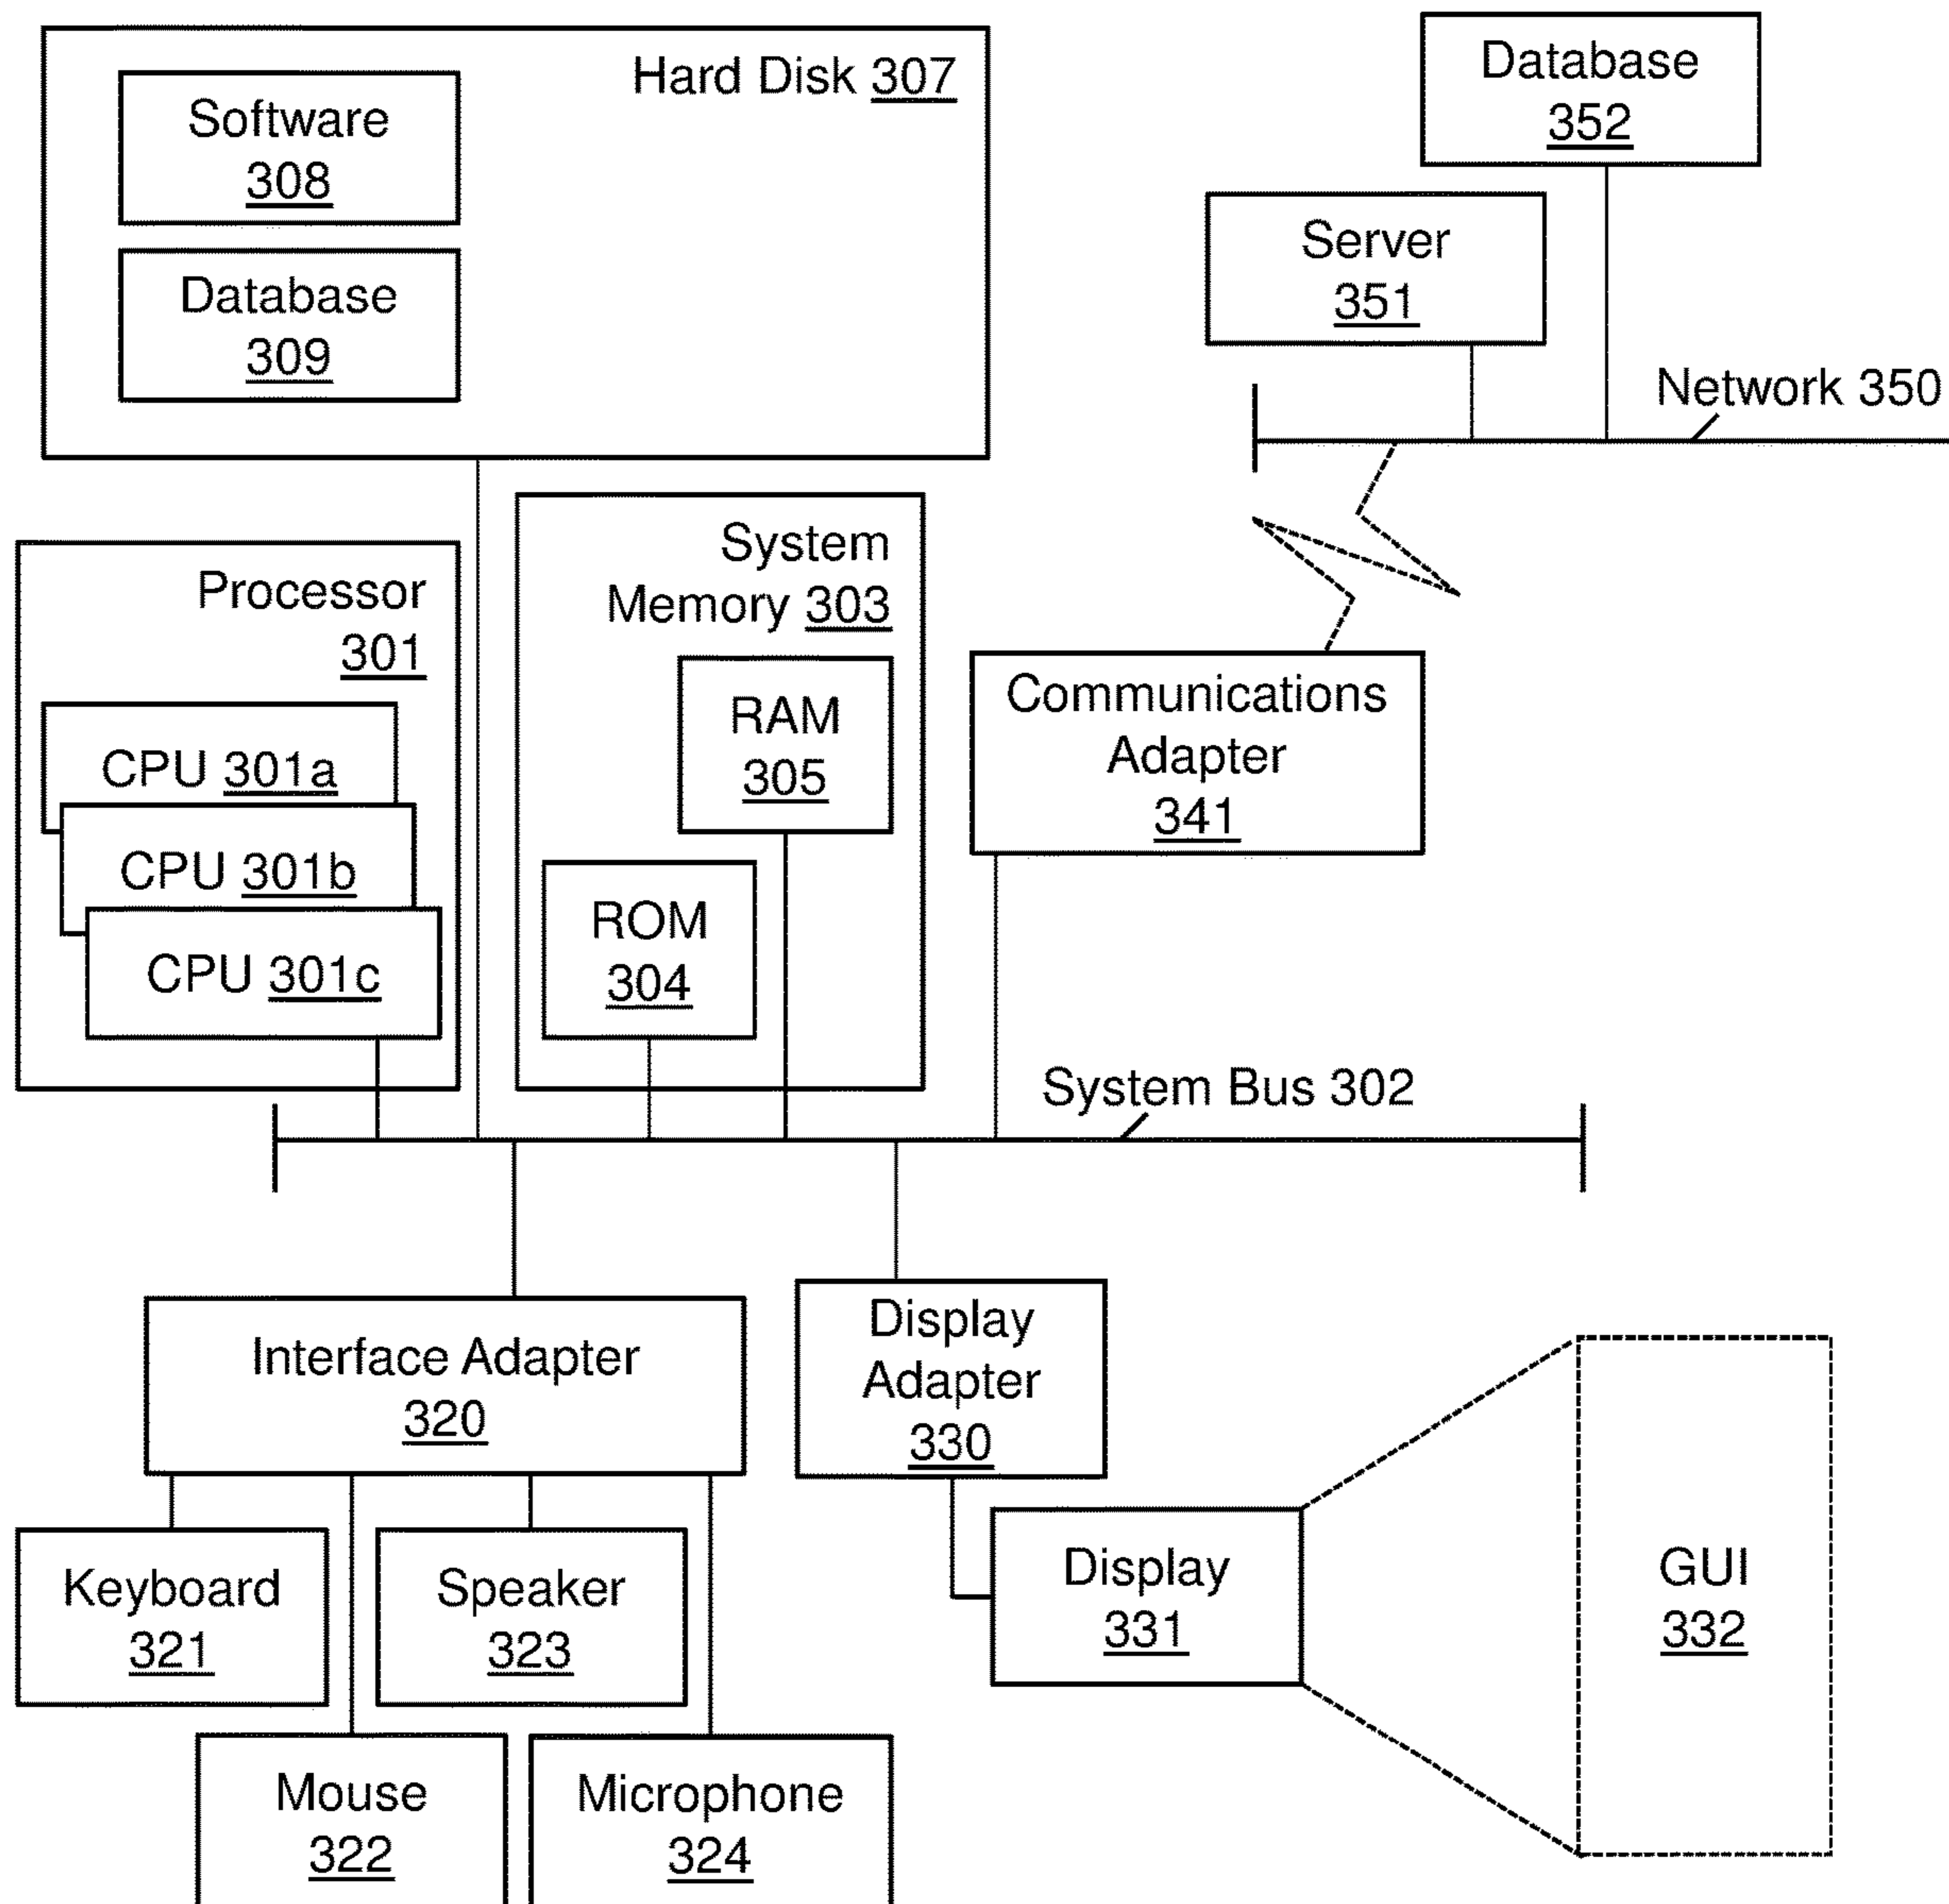 Hard Disk 307
Software
308
Database
309
Database
352
Server
351
Network 350
Processor
301
CPU 301a
CPU 301b
CPU 301c
System
Memory 303
RAM
305
ROM
304
Communications
Adapter
341
System Bus 302
Interface Adapter
320
Display
Adapter
330
Keyboard
321
Speaker
323
Mouse
322
Microphone
324
Display
331
GUI
332